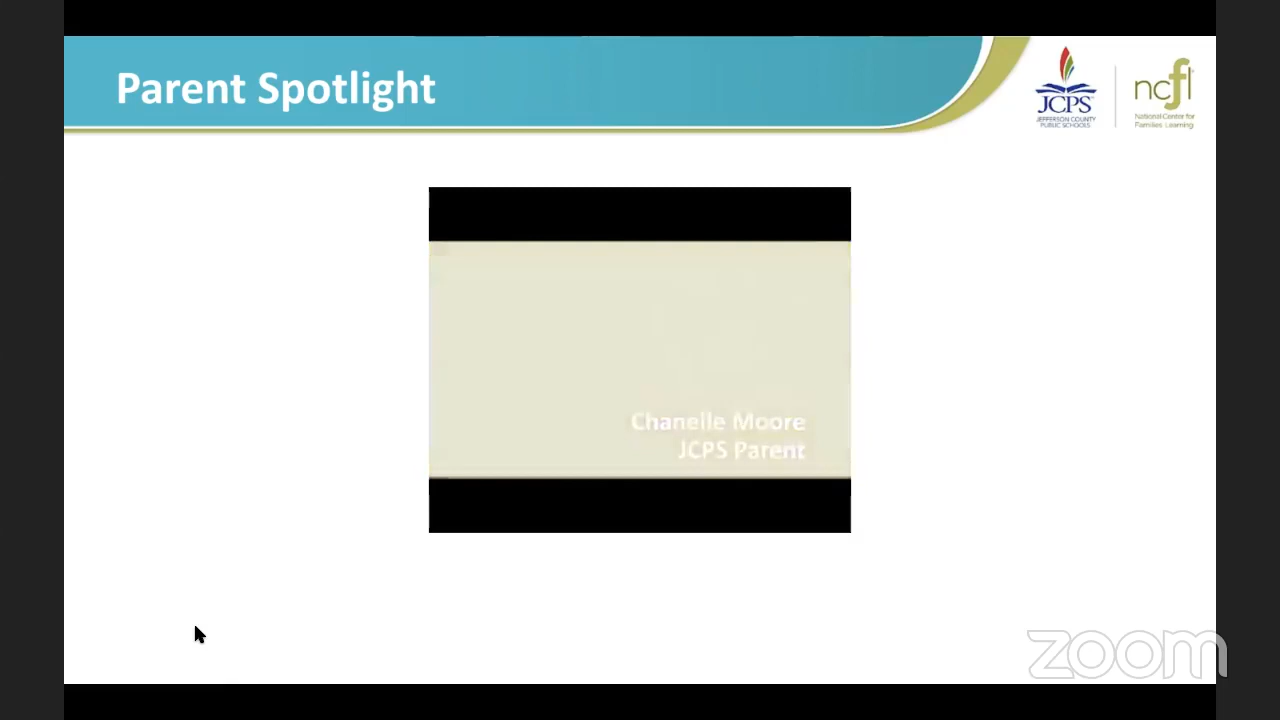 Parent Spotlight
JCPS
JEFFERSON COUNTY
PUBLIC SCHOOLS
ncfl
National Center for
Families Learning
Chanelle Moore
JCPS Parent
zoom